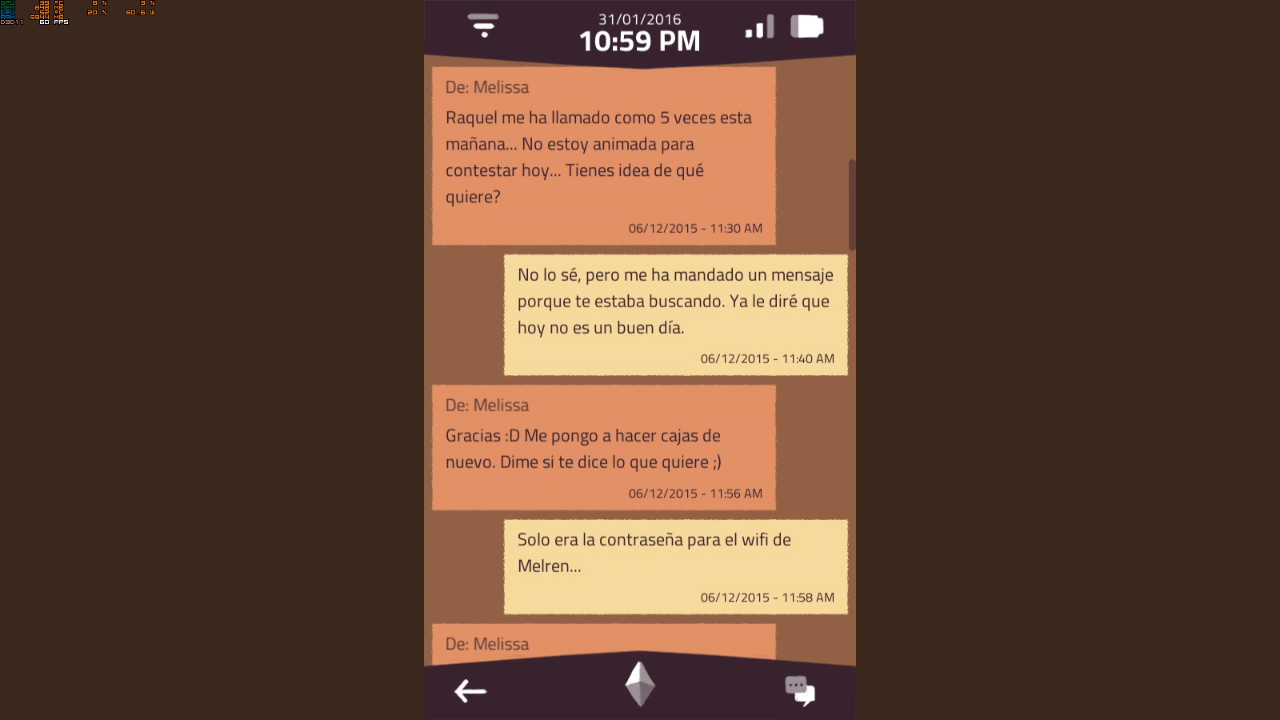 60 FPS
31/01/2016
10:59 PM
De: Melissa
Raquel me ha llamado como 5 veces esta
mañana... No estoy animada para
contestar hoy... Tienes idea de qué
quiere?
06/12/2015 - 11:30 AM
No lo sé, pero me ha mandado un mensaje
porque te estaba buscando. Ya le diré que
hoy no es un buen día.
06/12/2015 - 11:40 AM
De: Melissa
Gracias :D Me pongo a hacer cajas de
nuevo. Dime si te dice lo que quiere ;)
06/12/2015 - 11:56 AM
Solo era la contraseña para el wifi de
Melren...
06/12/2015 - 11:58 AM
De: Melissa